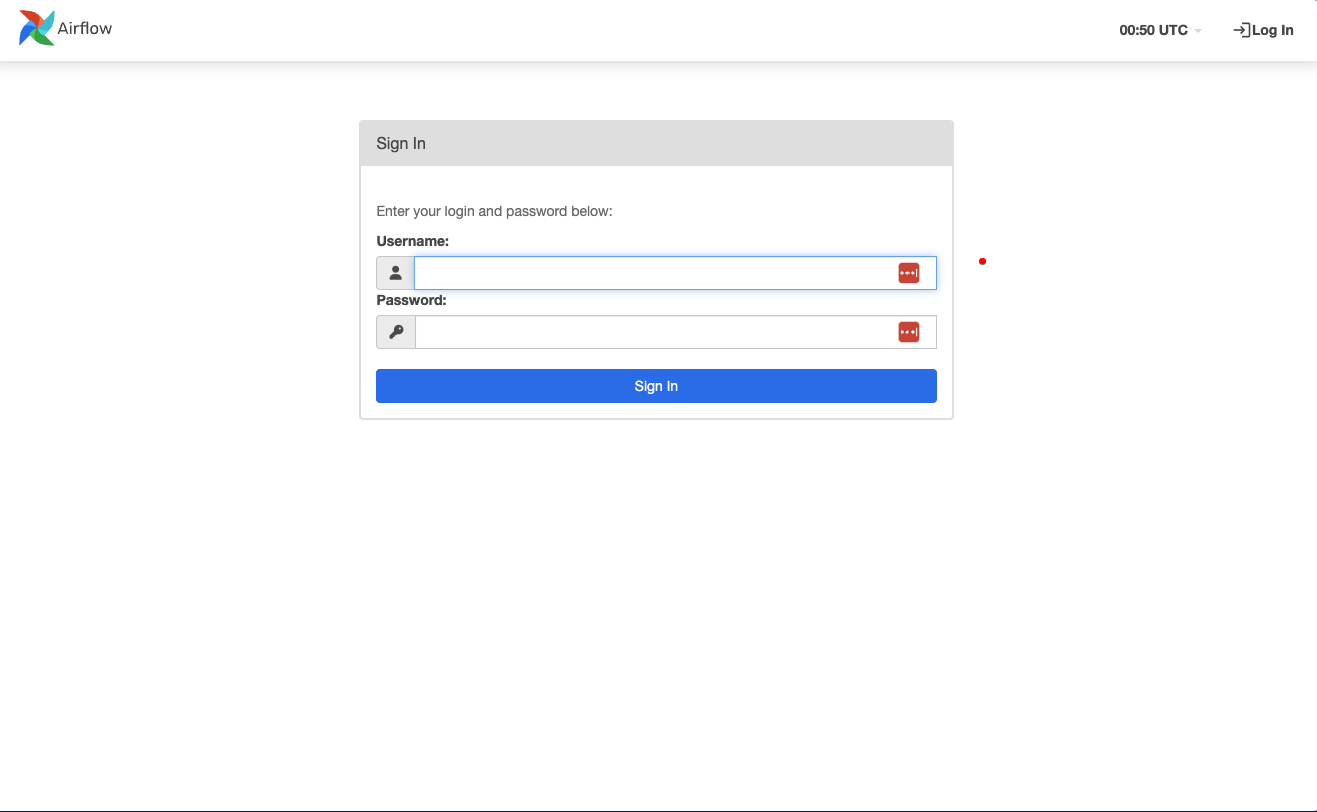 Airflow
00:50 UTC
Log In
Sign In
Enter your login and password below:
Username:
Password:
Sign In